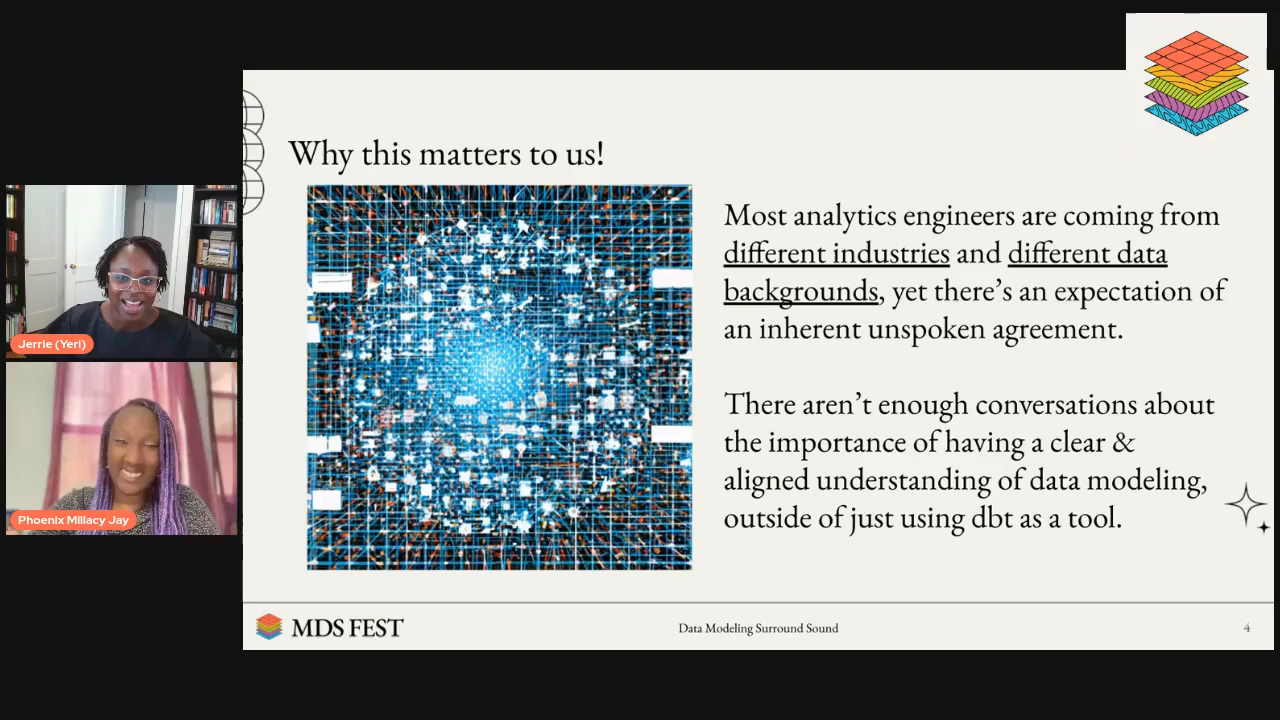 Why this matters to us!
Most analytics engineers are coming from
different industries and different data
backgrounds, yet there’s an expectation of
an inherent unspoken agreement.
There aren’t enough conversations about
the importance of having a clear &
aligned understanding of data modeling,
outside of just using dbt as a tool.
Jerrie (Yeri)
Phoenix Millacy Jay
MDS FEST
Data Modeling Surround Sound
4